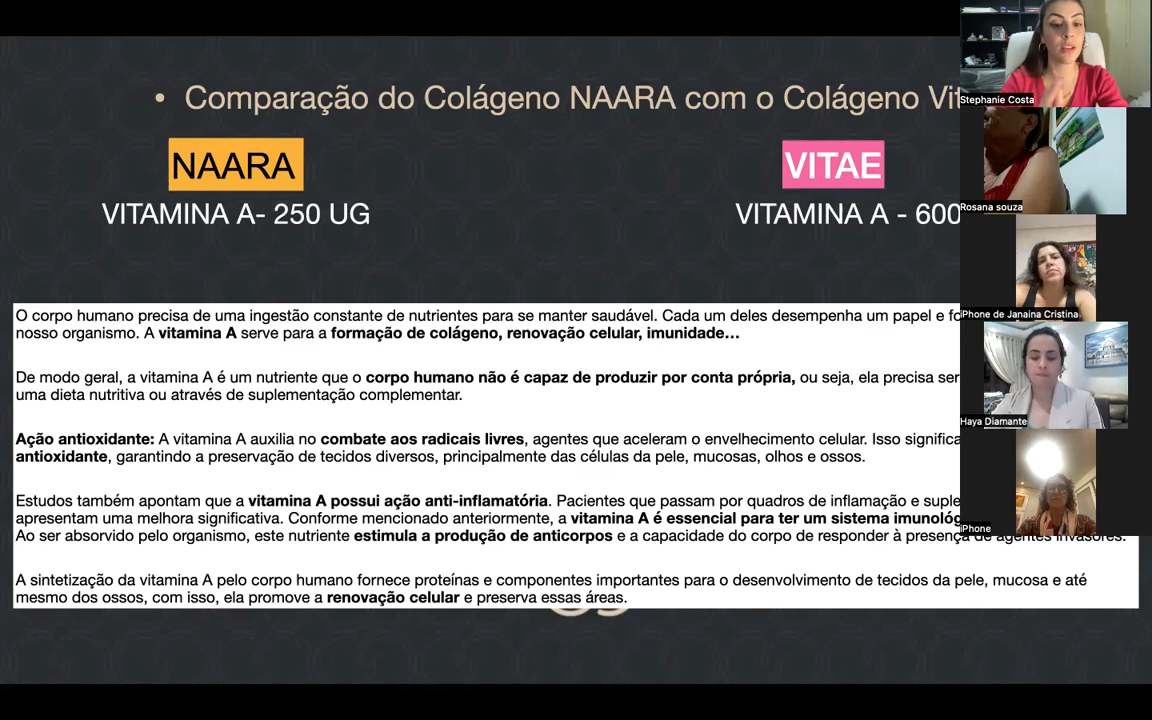 • Comparação do Colágeno NAARA com o Colágeno
NAARA
VITAE
VITAMINA A- 250 UG
VITAMINA A - 600
O corpo humano precisa de uma ingestão constante de nutrientes para se manter saudável. Cada um deles desempenha um papel e
nosso organismo. A vitamina A serve para a formação de colágeno, renovação celular, imunidade...
De modo geral, a vitamina A é um nutriente que o corpo humano não é capaz de produzir por conta própria, ou seja, ela precisa ser
uma dieta nutritiva ou através de suplementação complementar.
Ação antioxidante: A vitamina A auxilia no combate aos radicais livres, agentes que aceleram o envelhecimento celular. Isso significa
antioxidante, garantindo a preservação de tecidos diversos, principalmente das células da pele, mucosas, olhos e ossos.
Estudos também apontam que a vitamina A possui ação anti-inflamatória. Pacientes que passam por quadros de inflamação e
apresentam uma melhora significativa. Conforme mencionado anteriormente, a vitamina A é essencial para ter um sistema
Ao ser absorvido pelo organismo, este nutriente estimula a produção de anticorpos e a capacidade do corpo de responder à presença de agentes invasores.
A sintetização da vitamina A pelo corpo humano fornece proteínas e componentes importantes para o desenvolvimento de tecidos da pele, mucosa e até
mesmo dos ossos, com isso, ela promove a renovação celular e preserva essas áreas.
Stephanie Costa
Rosana souza
iPhone de Janaina Cristina
Haya Diamante
iPhone